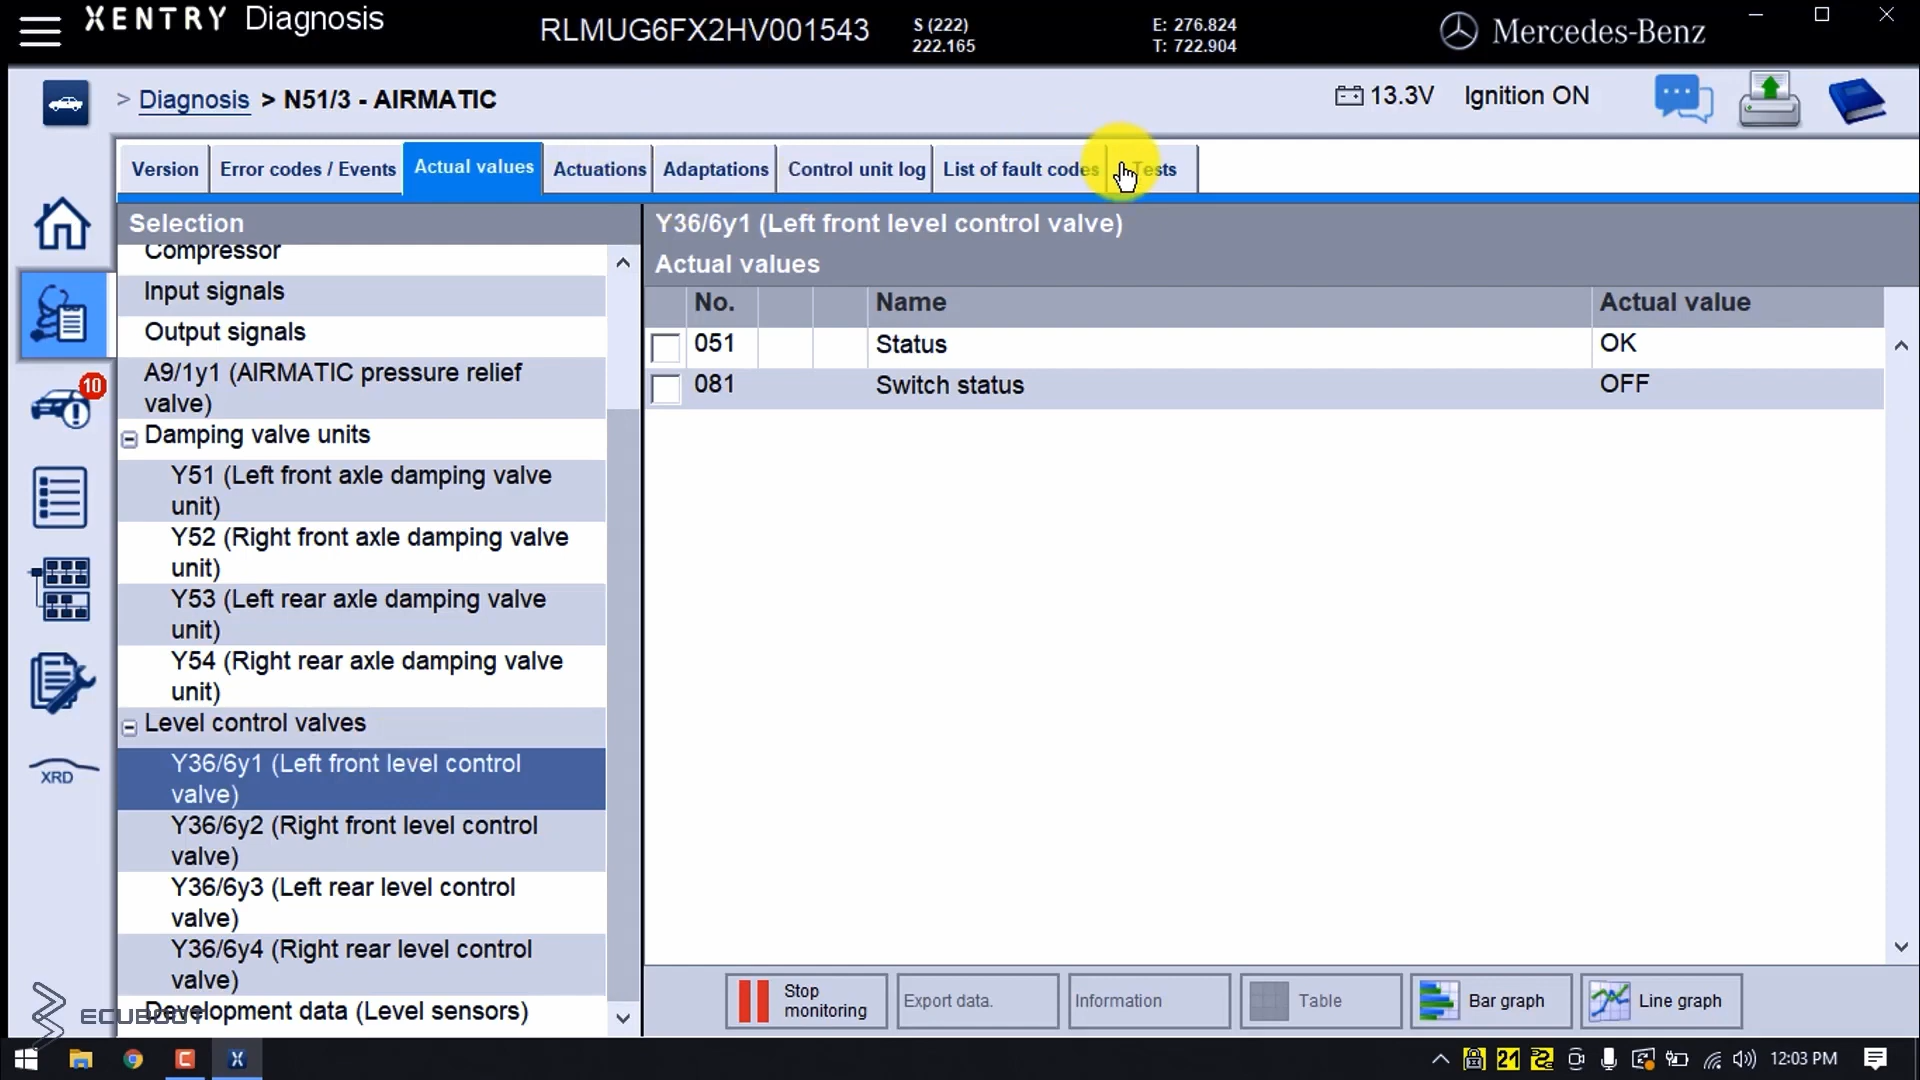 XENTRY Diagnosis
RLMUG6FX2HV001543
S (222)
222.165
E: 276.824
T: 722.904
Mercedes-Benz
> Diagnosis > N51/3 - AIRMATIC
13.3V
Ignition ON
Version
Error codes / Events
Actual values
Actuations
Adaptations
Control unit log
List of fault codes
Tests
Selection
Compressor
Input signals
Output signals
A9/1y1 (AIRMATIC pressure relief
valve)
Damping valve units
Y51 (Left front axle damping valve
unit)
Y52 (Right front axle damping valve
unit)
Y53 (Left rear axle damping valve
unit)
Y54 (Right rear axle damping valve
unit)
Level control valves
Y36/6y1 (Left front level control
valve)
Y36/6y2 (Right front level control
valve)
Y36/6y3 (Left rear level control
valve)
Y36/6y4 (Right rear level control
valve)
Development data (Level sensors)
Y36/6y1 (Left front level control valve)
Actual values
No. Name Actual value
051 Status OK
081 Switch status OFF
10
XRD
ECUBOOT
Stop
monitoring
Export data.
Information
Table
Bar graph
Line graph
21
12:03 PM